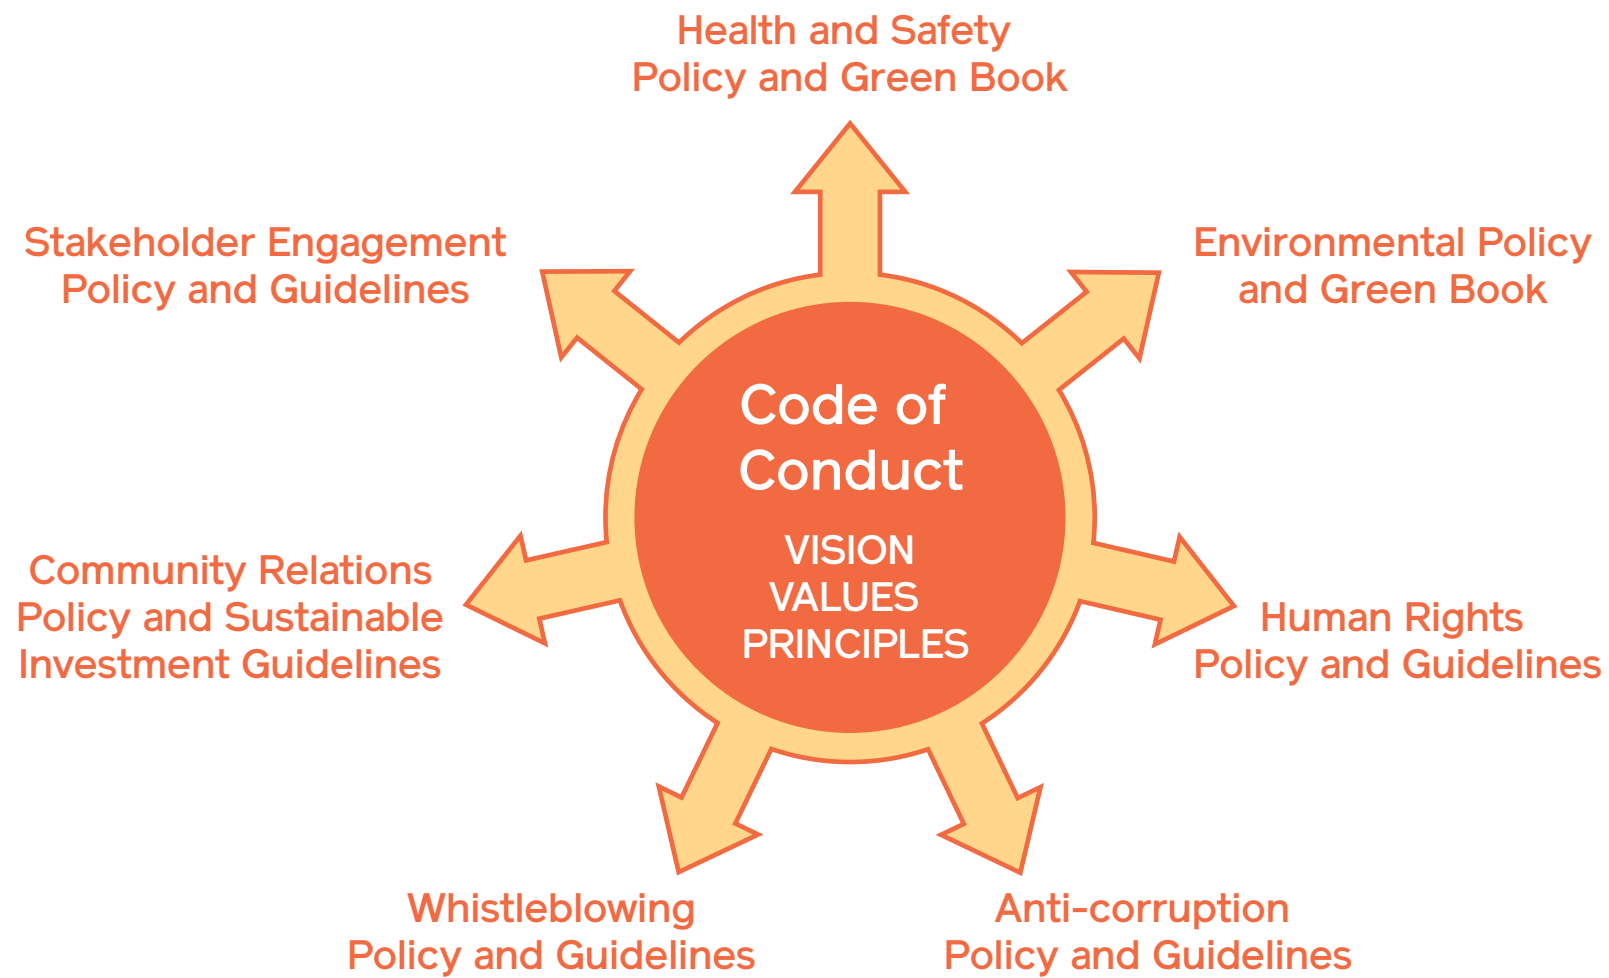 Health and Safety
Policy and Green Book
Stakeholder Engagement
Policy and Guidelines
Environmental Policy
and Green Book
Code of
Conduct
VISION
VALUES
PRINCIPLES
Community Relations
Policy and Sustainable
Investment Guidelines
Human Rights
Policy and Guidelines
Whistleblowing
Policy and Guidelines
Anti-corruption
Policy and Guidelines